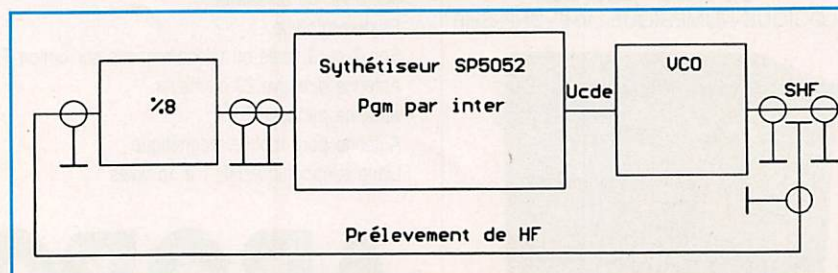 %8
Sythétiseur SP5052
Pgm par inter
Ucde
VCO
SHF
Prélevement de HF